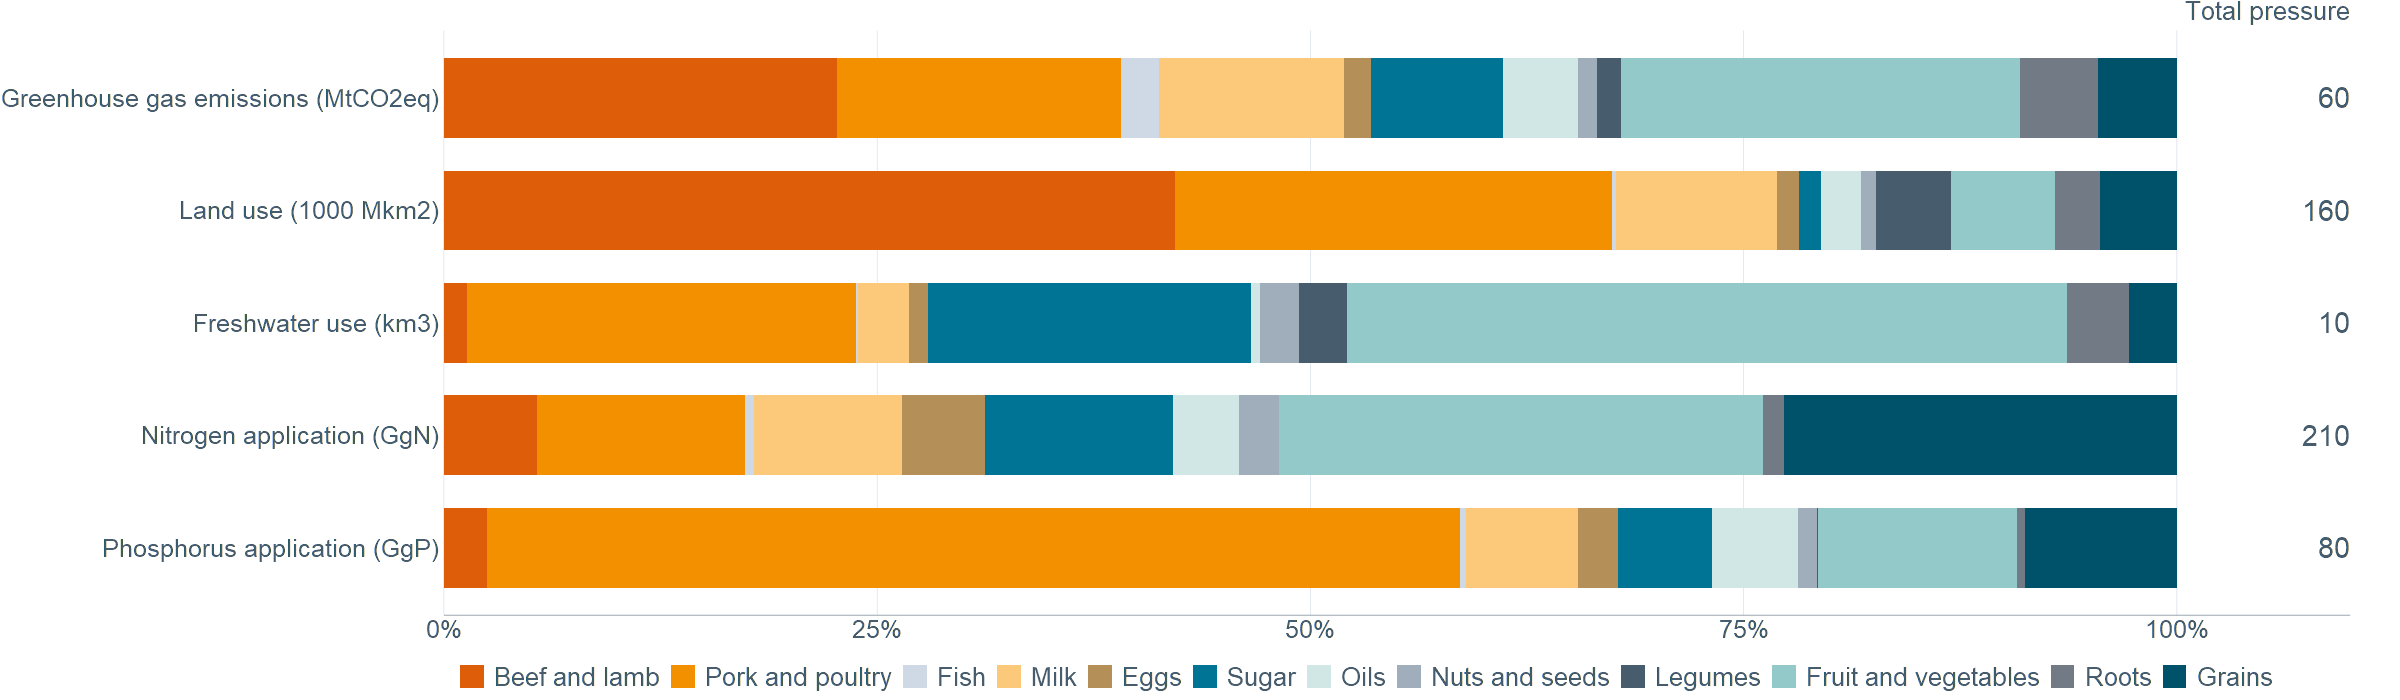 Total pressure
Greenhouse gas emissions (MtCO2eq) 60
Land use (1000 Mkm2) 160
Freshwater use (km3) 10
Nitrogen application (GgN) 210
Phosphorus application (GgP) 80
0% 25% 50% 75% 100%
Beef and lamb Pork and poultry Fish Milk Eggs Sugar Oils Nuts and seeds Legumes Fruit and vegetables Roots Grains